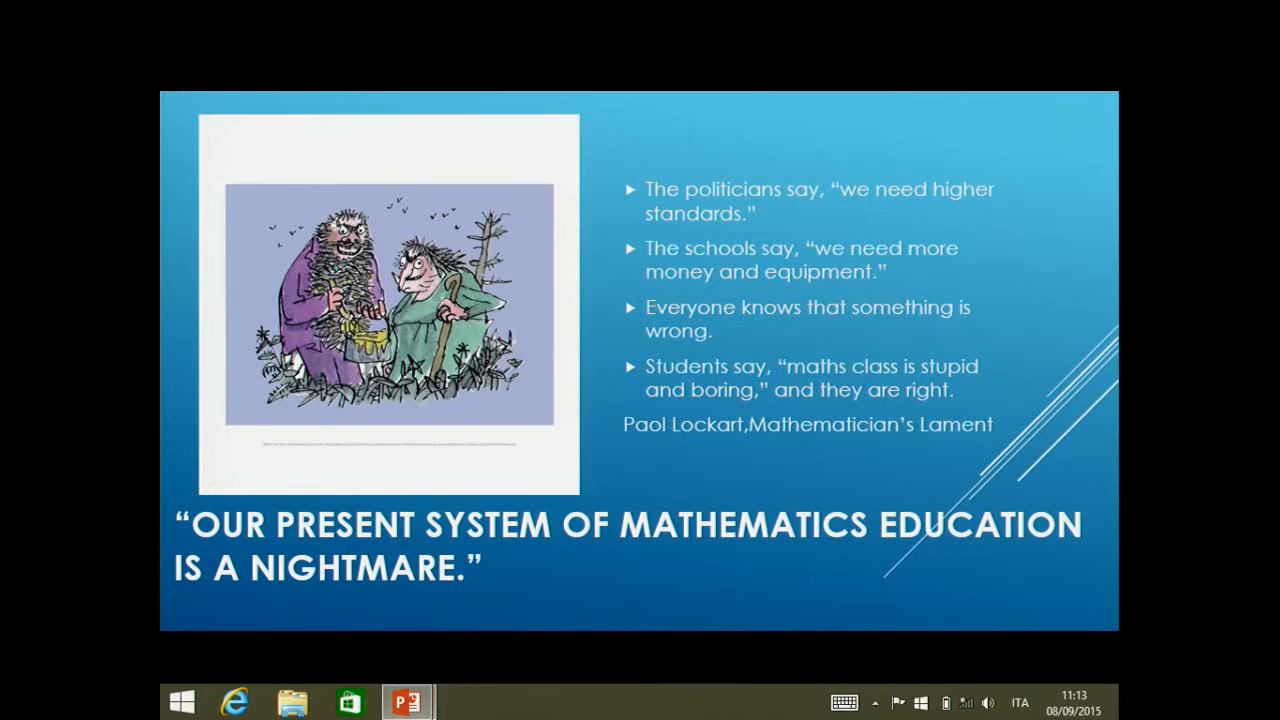 The politicians say, “we need higher
standards.”
The schools say, “we need more
money and equipment.”
Everyone knows that something is
wrong.
Students say, “maths class is stupid
and boring,” and they are right.
Paol Lockart,Mathematician’s Lament
“OUR PRESENT SYSTEM OF MATHEMATICS EDUCATION
IS A NIGHTMARE.”
ITA
11:13
08/09/2015